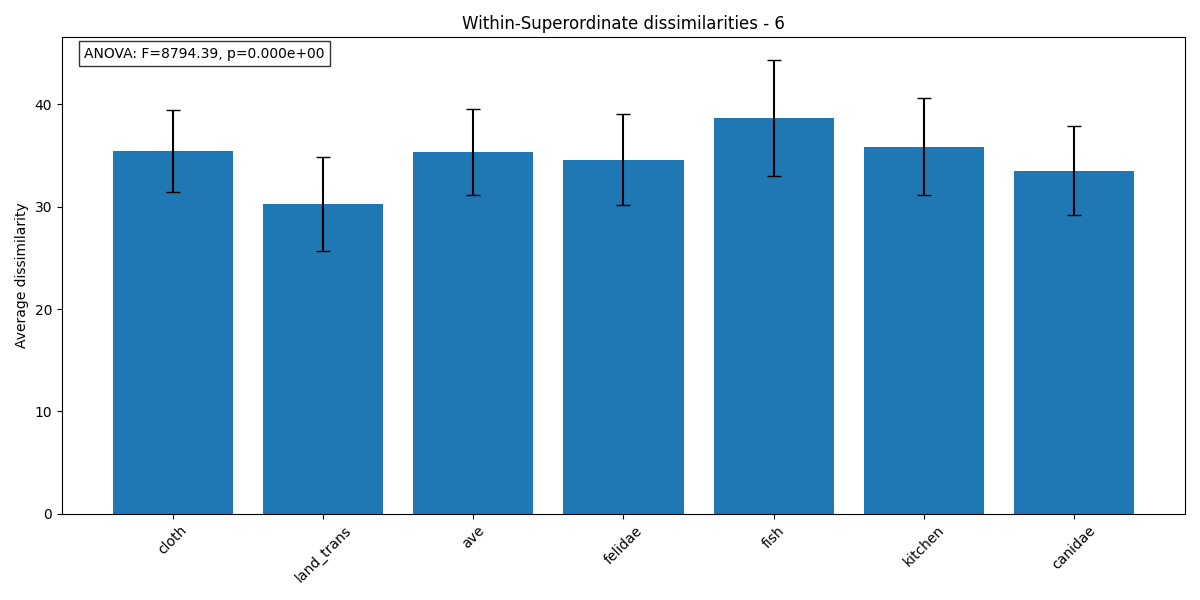 Within-Superordinate dissimilarities - 6
ANOVA: F=8794.39, p=0.000e+00
Average dissimilarity
40
30
20
10
0
cloth
land_trans
ave
felidae
fish
kitchen
canidae